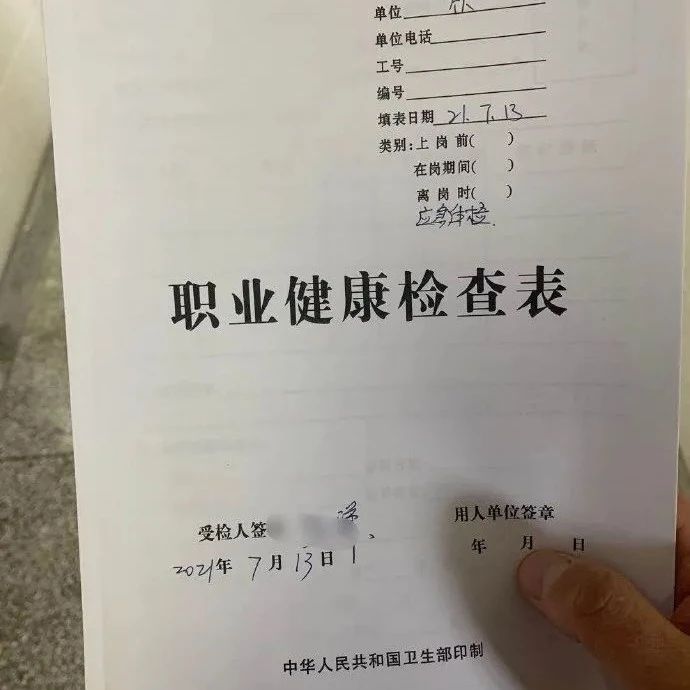 单位
单位电话
工号
编号
填表日期 21.7.13
类别:上 岗 前(  )
在岗期间(  )
离 岗 时(  )
应急体检.
职业健康检查表
受检人签
用人单位签章
2021年 7月 13日
年 月 日
中华人民共和国卫生部印制